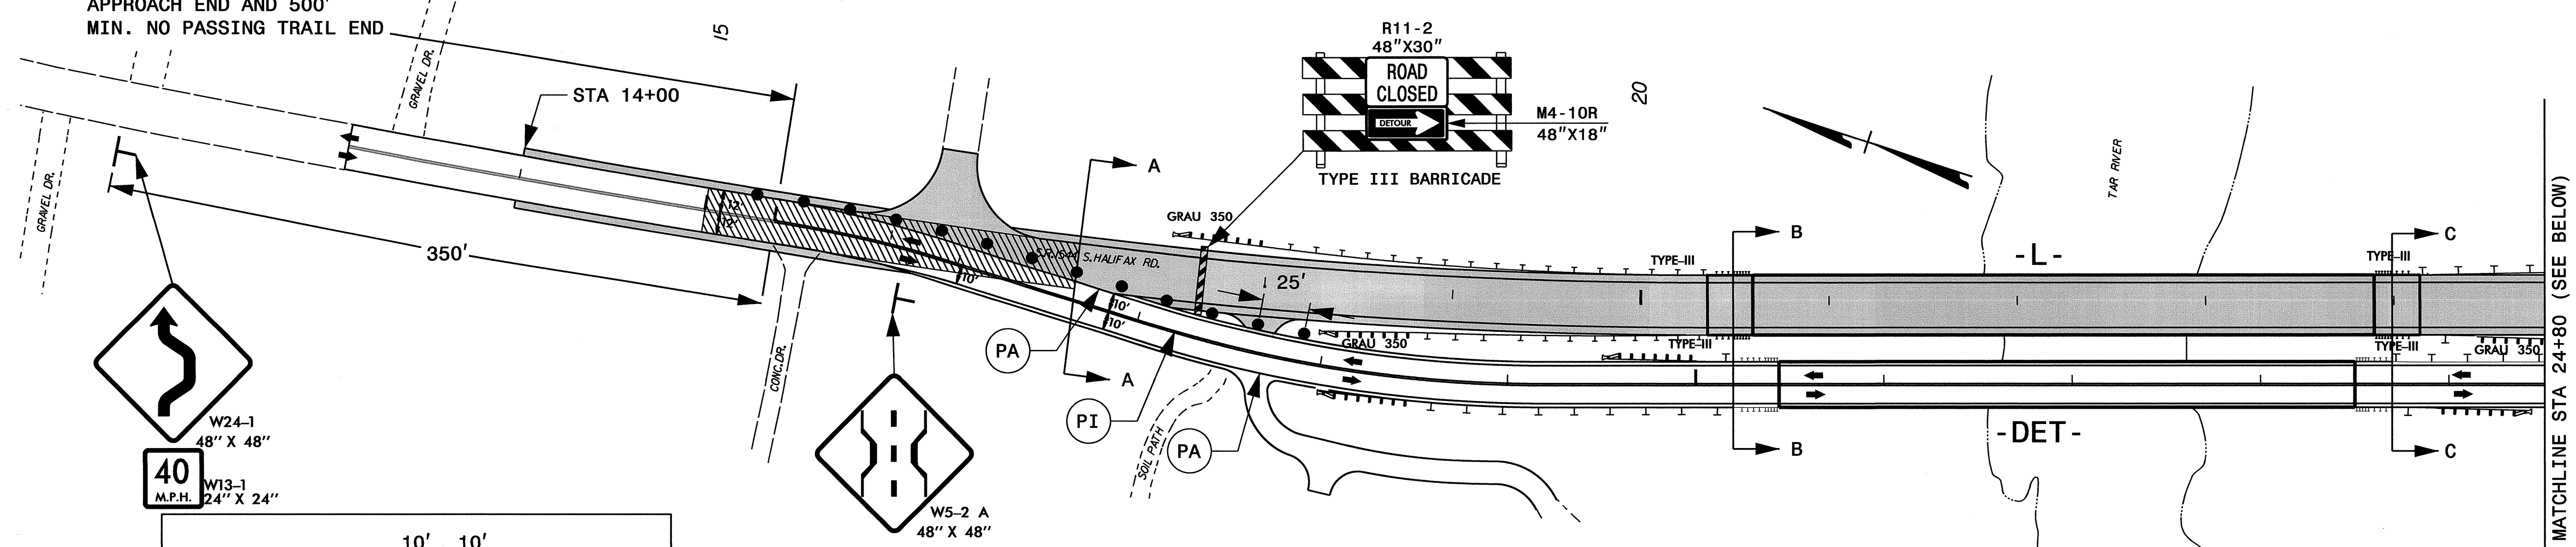 APPROACH END AND 500'
MIN. NO PASSING TRAIL END
GRAVEL DR.
15
STA 14+00
R11-2
48"X30"
ROAD
CLOSED
DETOUR
M4-10R
48"X18"
TYPE III BARRICADE
20
TAR RIVER
GRAVEL DR.
350'
12'
12'
A
GRAU 350
S.R.1544 S.HALIFAX RD.
10'
10'
10'
25'
TYPE-III
B
-L-
TYPE-III
C
W24-1
48" X 48"
40
M.P.H.
W13-1
24" X 24"
CONC.DR.
W5-2 A
48" X 48"
PA
A
PI
SOIL PATH
PA
GRAU 350
TYPE-III
B
-DET-
TYPE-III
GRAU 350
C
MATCHLINE STA 24+80 (SEE BELOW)
10' 10'